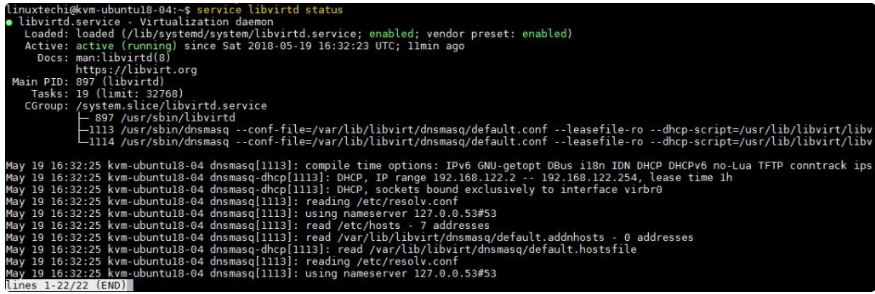 linuxtechi@kvm-ubuntu18-04:~$ service libvirtd status
● libvirtd.service - Virtualization daemon
   Loaded: loaded (/lib/systemd/system/libvirtd.service; enabled; vendor preset: enabled)
   Active: active (running) since Sat 2018-05-19 16:32:23 UTC; 11min ago
     Docs: man:libvirtd(8)
           https://libvirt.org
 Main PID: 897 (libvirtd)
    Tasks: 19 (limit: 32768)
   CGroup: /system.slice/libvirtd.service
           ├─ 897 /usr/sbin/libvirtd
           ├─1113 /usr/sbin/dnsmasq --conf-file=/var/lib/libvirt/dnsmasq/default.conf --leasefile-ro --dhcp-script=/usr/lib/libvirt/libv
           └─1114 /usr/sbin/dnsmasq --conf-file=/var/lib/libvirt/dnsmasq/default.conf --leasefile-ro --dhcp-script=/usr/lib/libvirt/libv
May 19 16:32:25 kvm-ubuntu18-04 dnsmasq[1113]: compile time options: IPv6 GNU-getopt DBus i18n IDN DHCP DHCPv6 no-Lua TFTP conntrack ips
May 19 16:32:25 kvm-ubuntu18-04 dnsmasq-dhcp[1113]: DHCP, IP range 192.168.122.2 -- 192.168.122.254, lease time 1h
May 19 16:32:25 kvm-ubuntu18-04 dnsmasq-dhcp[1113]: DHCP, sockets bound exclusively to interface virbr0
May 19 16:32:25 kvm-ubuntu18-04 dnsmasq[1113]: reading /etc/resolv.conf
May 19 16:32:25 kvm-ubuntu18-04 dnsmasq[1113]: using nameserver 127.0.0.53#53
May 19 16:32:25 kvm-ubuntu18-04 dnsmasq[1113]: read /etc/hosts - 7 addresses
May 19 16:32:25 kvm-ubuntu18-04 dnsmasq[1113]: read /var/lib/libvirt/dnsmasq/default.addnhosts - 0 addresses
May 19 16:32:25 kvm-ubuntu18-04 dnsmasq-dhcp[1113]: read /var/lib/libvirt/dnsmasq/default.hostsfile
May 19 16:32:25 kvm-ubuntu18-04 dnsmasq[1113]: reading /etc/resolv.conf
May 19 16:32:25 kvm-ubuntu18-04 dnsmasq[1113]: using nameserver 127.0.0.53#53
lines 1-22/22 (END)